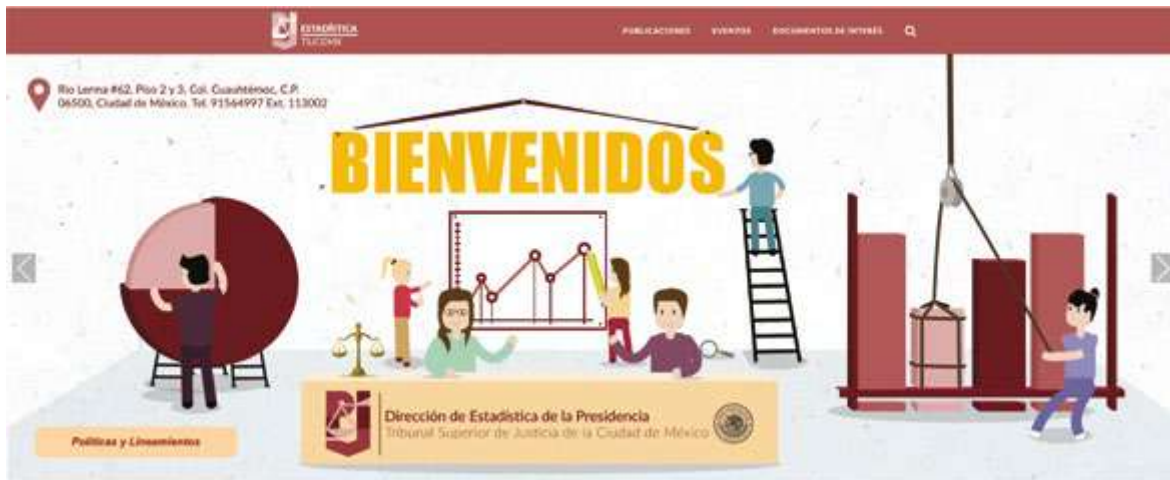 ESTADÍSTICA
TSJCDMX
PUBLICACIONES EVENTOS DOCUMENTOS DE INTERÉS
Río Lerma #62, Piso 2 y 3, Col. Cuauhtémoc, C.P.
06500, Ciudad de México. Tel. 91564997 Ext. 113002
BIENVENIDOS
Dirección de Estadística de la Presidencia
Tribunal Superior de Justicia de la Ciudad de México
Políticas y Lineamientos